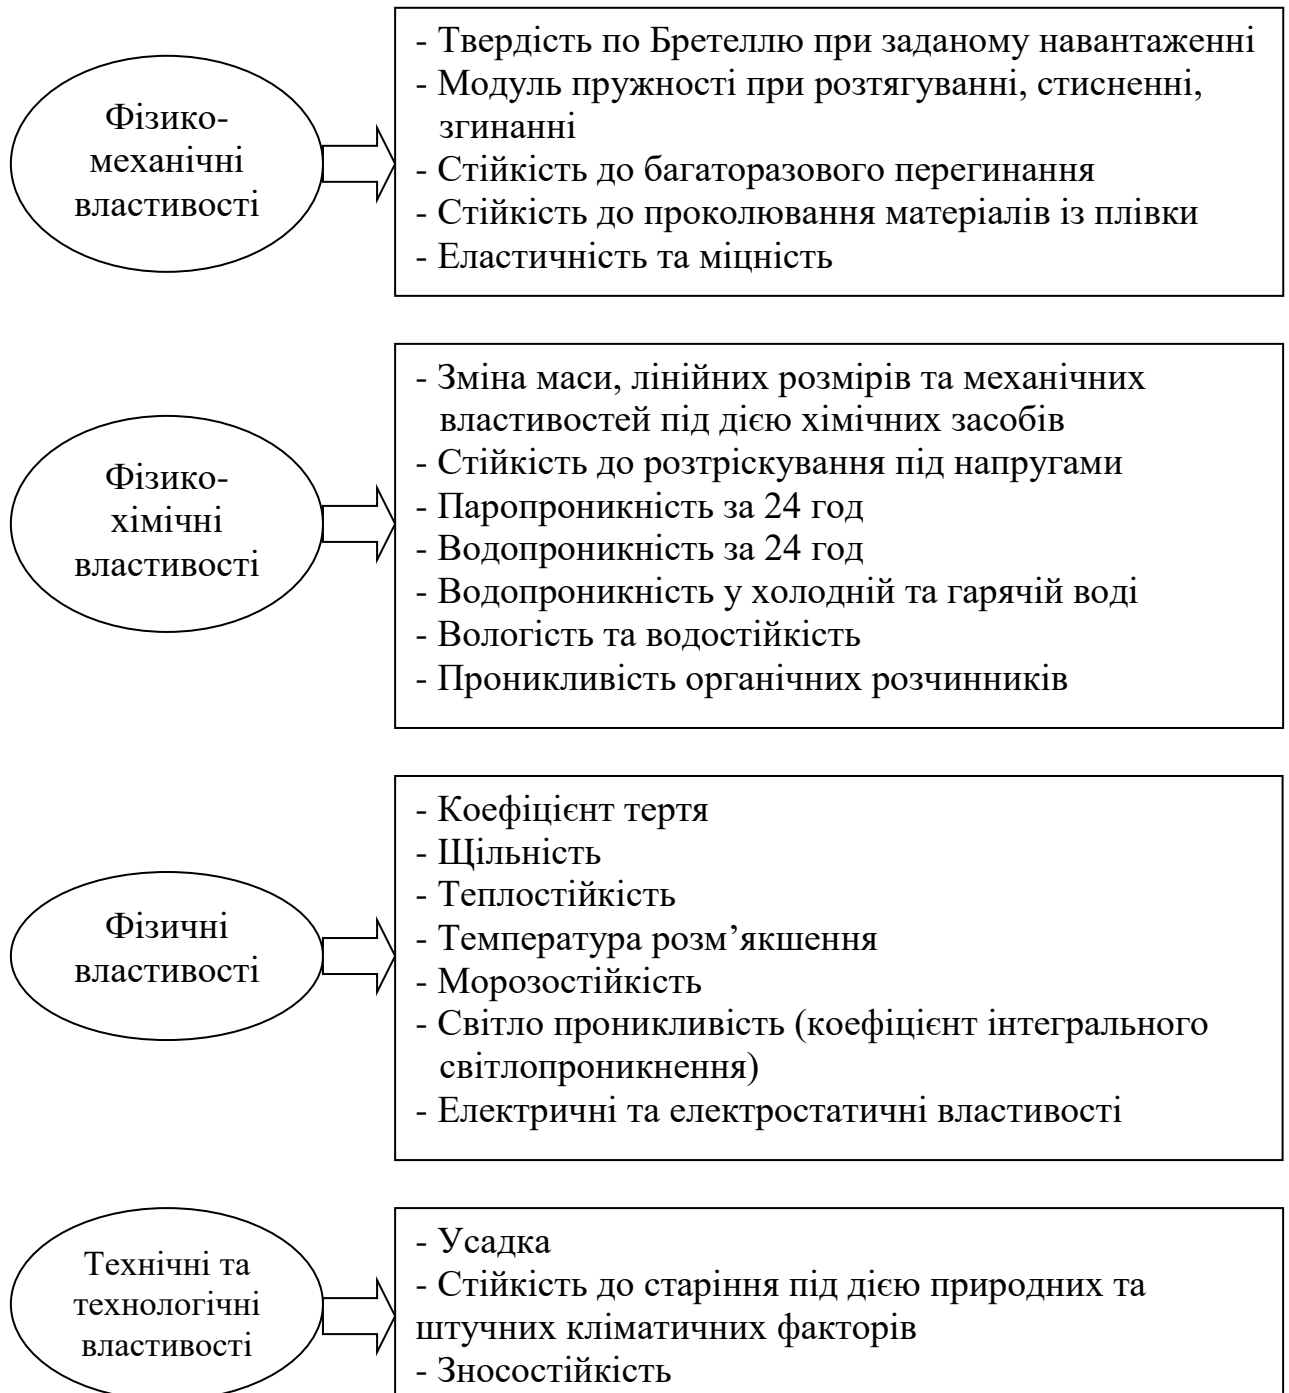 Фізико-
механічні
властивості
- Твердість по Бретеллю при заданому навантаженні
- Модуль пружності при розтягуванні, стисненні,
згинанні
- Стійкість до багаторазового перегинання
- Стійкість до проколювання матеріалів із плівки
- Еластичність та міцність
Фізико-
хімічні
властивості
- Зміна маси, лінійних розмірів та механічних
властивостей під дією хімічних засобів
- Стійкість до розтріскування під напругами
- Паропроникність за 24 год
- Водопроникність за 24 год
- Водопроникність у холодній та гарячій воді
- Вологість та водостійкість
- Проникливість органічних розчинників
Фізичні
властивості
- Коефіцієнт тертя
- Щільність
- Теплостійкість
- Температура розм’якшення
- Морозостійкість
- Світло проникливість (коефіцієнт інтегрального
світлопроникнення)
- Електричні та електростатичні властивості
Технічні та
технологічні
властивості
- Усадка
- Стійкість до старіння під дією природних та
штучних кліматичних факторів
- Зносостійкість